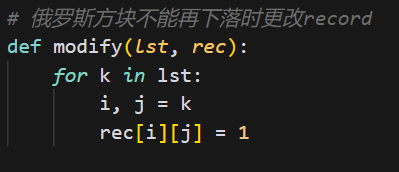 # 俄罗斯方块不能再下落时更改record
def modify(lst, rec):
    for k in lst:
        i, j = k
        rec[i][j] = 1